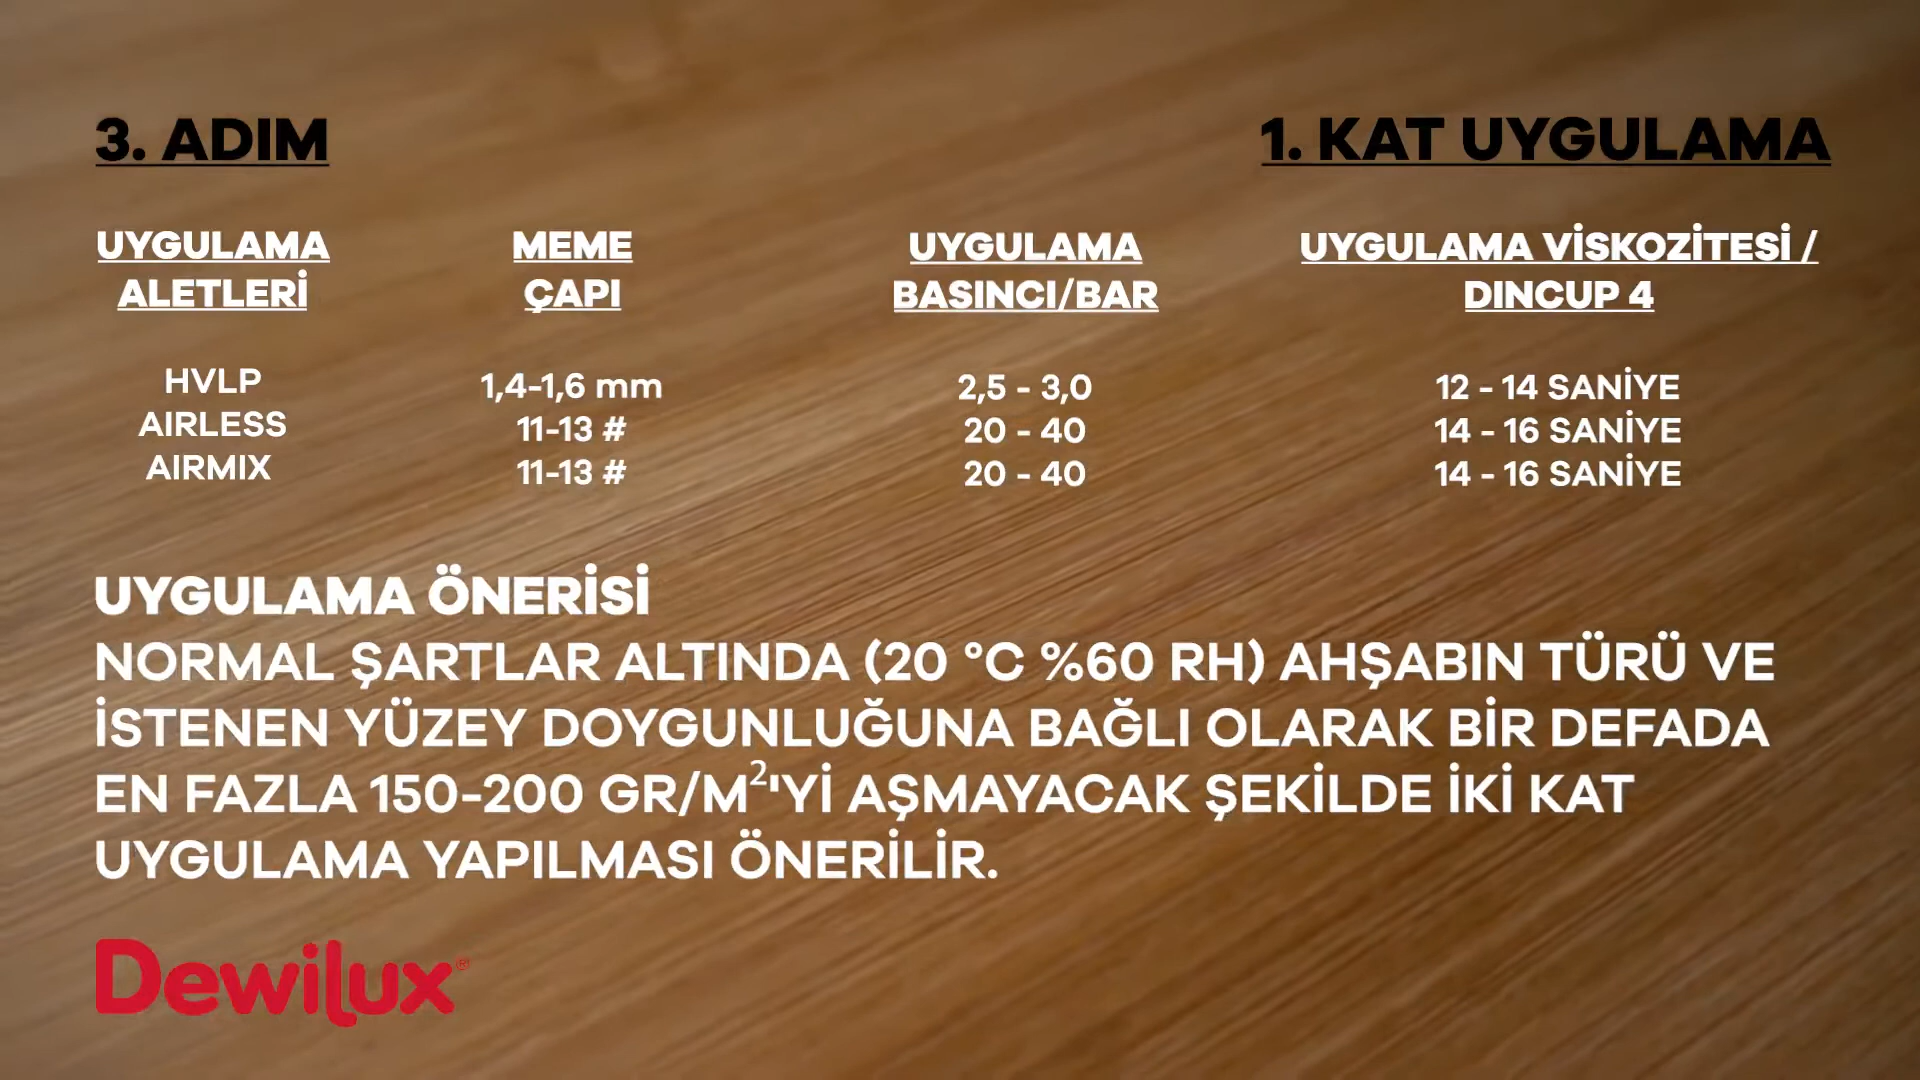 3. ADIM
1. KAT UYGULAMA
UYGULAMA ALETLERİ
MEME ÇAPI
UYGULAMA BASINCI/BAR
UYGULAMA VİSKOZİTESİ / DINCUP 4
HVLP 1,4-1,6 mm 2,5 - 3,0 12 - 14 SANİYE
AIRLESS 11-13 # 20 - 40 14 - 16 SANİYE
AIRMIX 11-13 # 20 - 40 14 - 16 SANİYE
UYGULAMA ÖNERİSİ
NORMAL ŞARTLAR ALTINDA (20 °C %60 RH) AHŞABIN TÜRÜ VE
İSTENEN YÜZEY DOYGUNLUĞUNA BAĞLI OLARAK BİR DEFADA
EN FAZLA 150-200 GR/M²'Yİ AŞMAYACAK ŞEKİLDE İKİ KAT
UYGULAMA YAPILMASI ÖNERİLİR.
Dewilux®